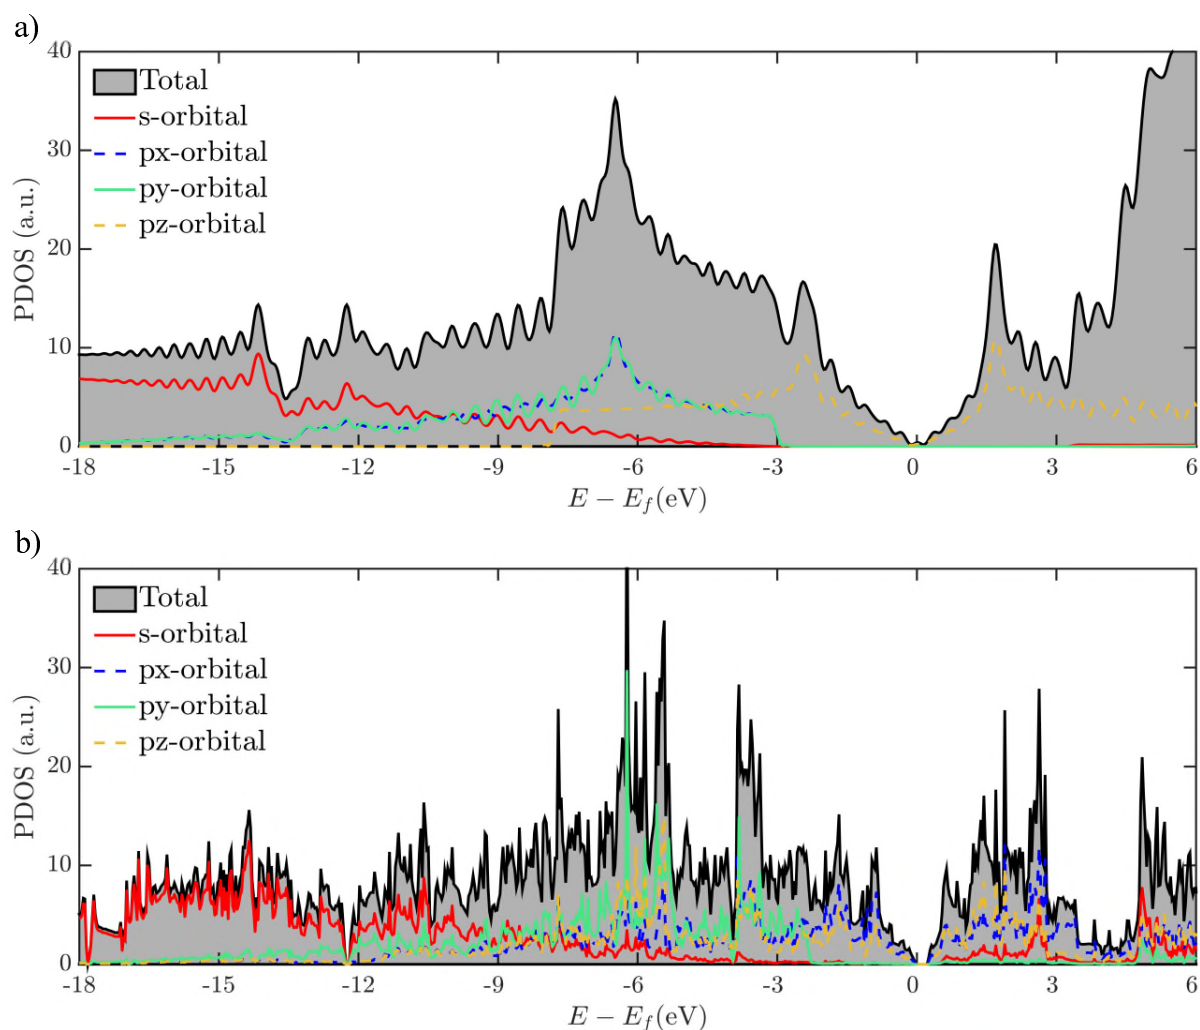 a)
40
30
20
10
0
PDOS (a.u.)
Total
s-orbital
px-orbital
py-orbital
pz-orbital
-18 -15 -12 -9 -6 -3 0 3 6
E − E_f(eV)
b)
40
30
20
10
0
PDOS (a.u.)
Total
s-orbital
px-orbital
py-orbital
pz-orbital
-18 -15 -12 -9 -6 -3 0 3 6
E − E_f(eV)